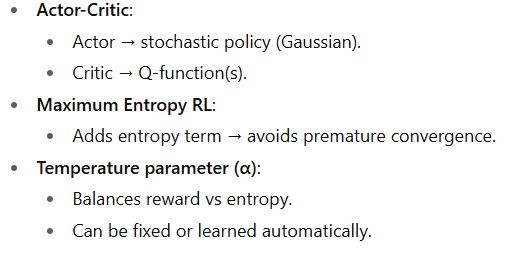 • Actor-Critic:
• Actor → stochastic policy (Gaussian).
• Critic → Q-function(s).
• Maximum Entropy RL:
• Adds entropy term → avoids premature convergence.
• Temperature parameter (α):
• Balances reward vs entropy.
• Can be fixed or learned automatically.